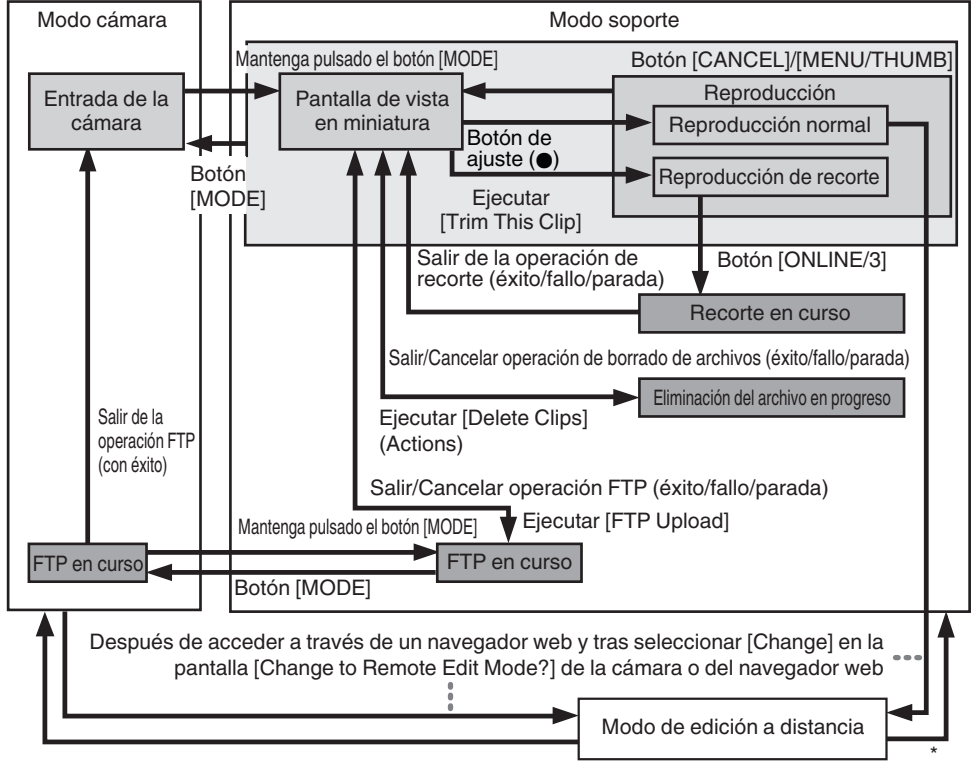 Modo cámara
Modo soporte
Mantenga pulsado el botón [MODE]
Botón [CANCEL]/[MENU/THUMB]
Entrada de la
cámara
Pantalla de vista
en miniatura
Reproducción
Reproducción normal
Botón de
ajuste (●)
Reproducción de recorte
Botón
[MODE]
Ejecutar
[Trim This Clip]
Salir de la operación de
recorte (éxito/fallo/parada)
Botón [ONLINE/3]
Recorte en curso
Salir/Cancelar operación de borrado de archivos (éxito/fallo/parada)
Eliminación del archivo en progreso
Ejecutar [Delete Clips]
(Actions)
Salir de la
operación FTP
(con éxito)
Salir/Cancelar operación FTP (éxito/fallo/parada)
Ejecutar [FTP Upload]
Mantenga pulsado el botón [MODE]
FTP en curso
FTP en curso
Botón [MODE]
Después de acceder a través de un navegador web y tras seleccionar [Change] en la
pantalla [Change to Remote Edit Mode?] de la cámara o del navegador web
Modo de edición a distancia
*